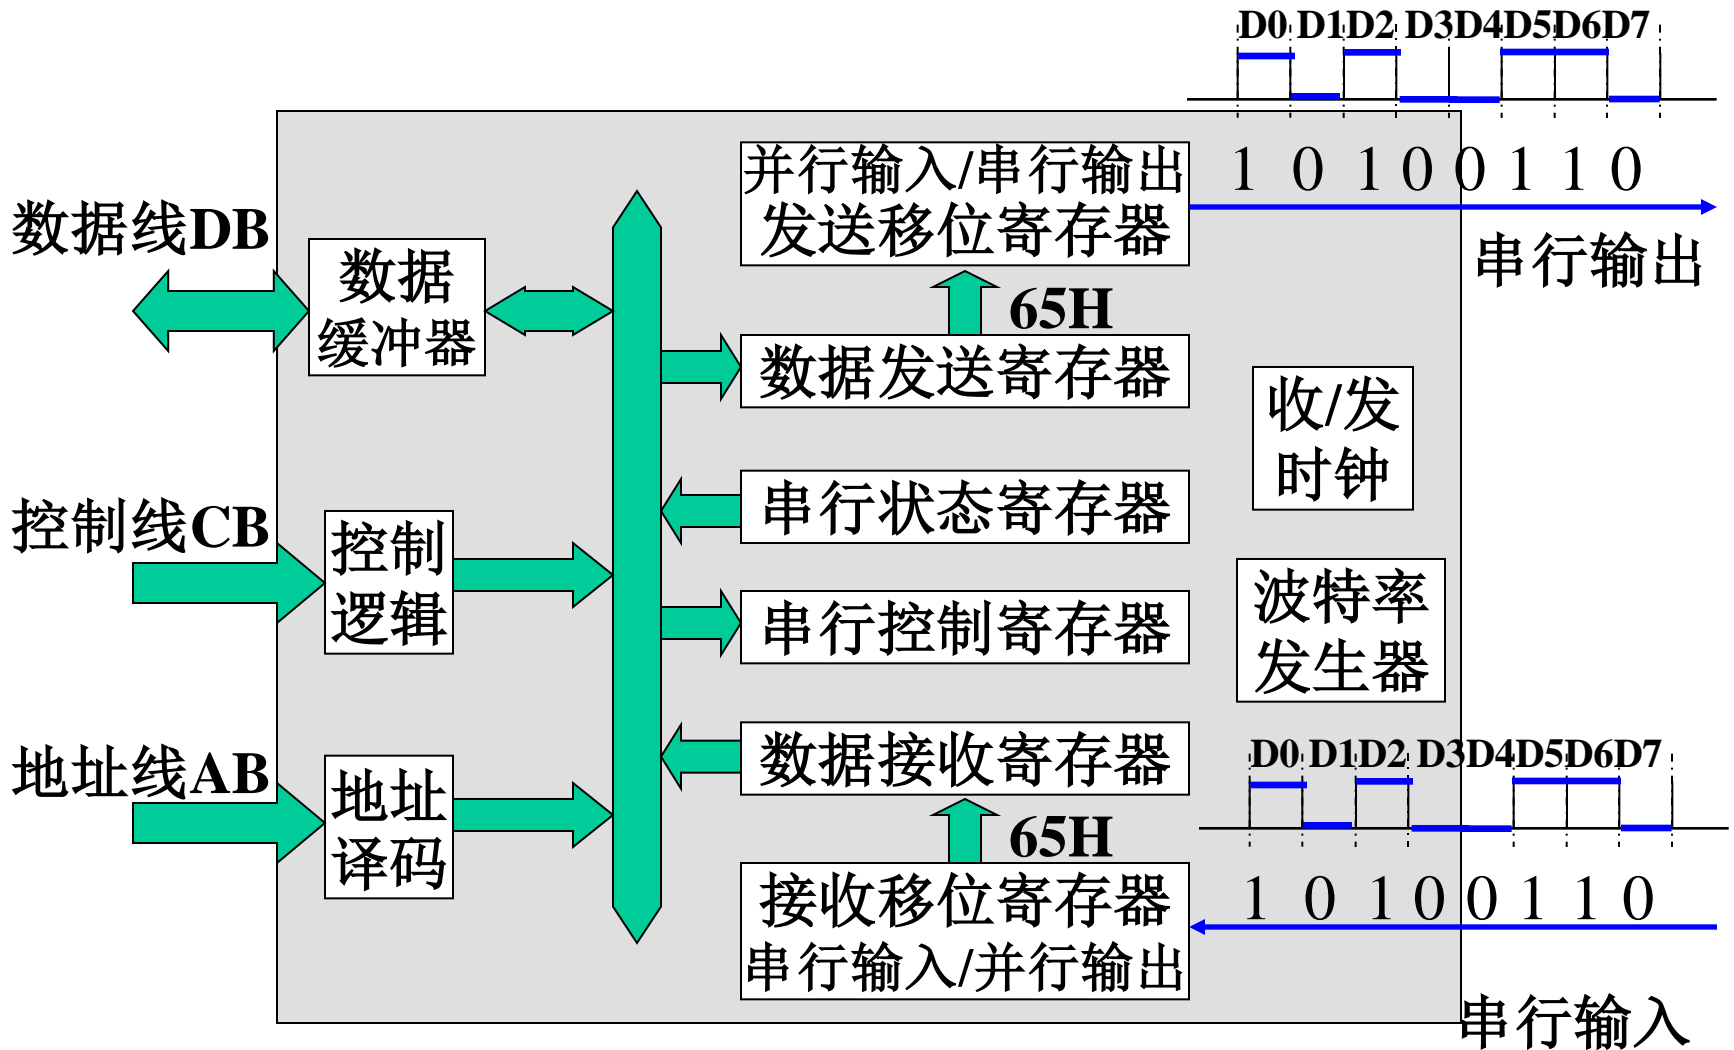 D0 D1 D2 D3 D4 D5 D6 D7
1 0 1 0 0 1 1 0
并行输入/串行输出
发送移位寄存器
串行输出
数据线DB
数据
缓冲器
65H
数据发送寄存器
收/发
时钟
串行状态寄存器
控制线CB
控制
逻辑
串行控制寄存器
波特率
发生器
数据接收寄存器
D0 D1 D2 D3 D4 D5 D6 D7
地址线AB
地址
译码
65H
接收移位寄存器
串行输入/并行输出
1 0 1 0 0 1 1 0
串行输入